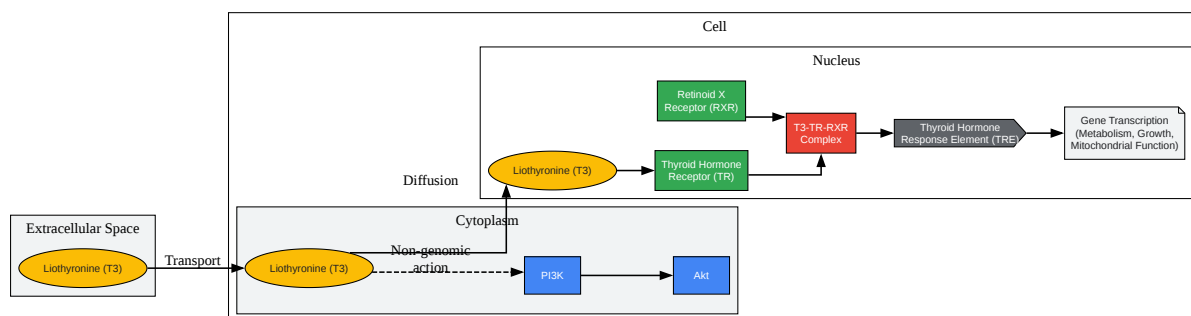 Cell
Nucleus
Retinoid X
Receptor (RXR)
T3-TR-RXR
Complex
Thyroid Hormone
Response Element (TRE)
Gene Transcription
(Metabolism, Growth,
Mitochondrial Function)
Liothyronine (T3)
Thyroid Hormone
Receptor (TR)
Diffusion
Cytoplasm
Extracellular Space
Liothyronine (T3)
Transport
Liothyronine (T3)
Non-genomic
action
PI3K
Akt